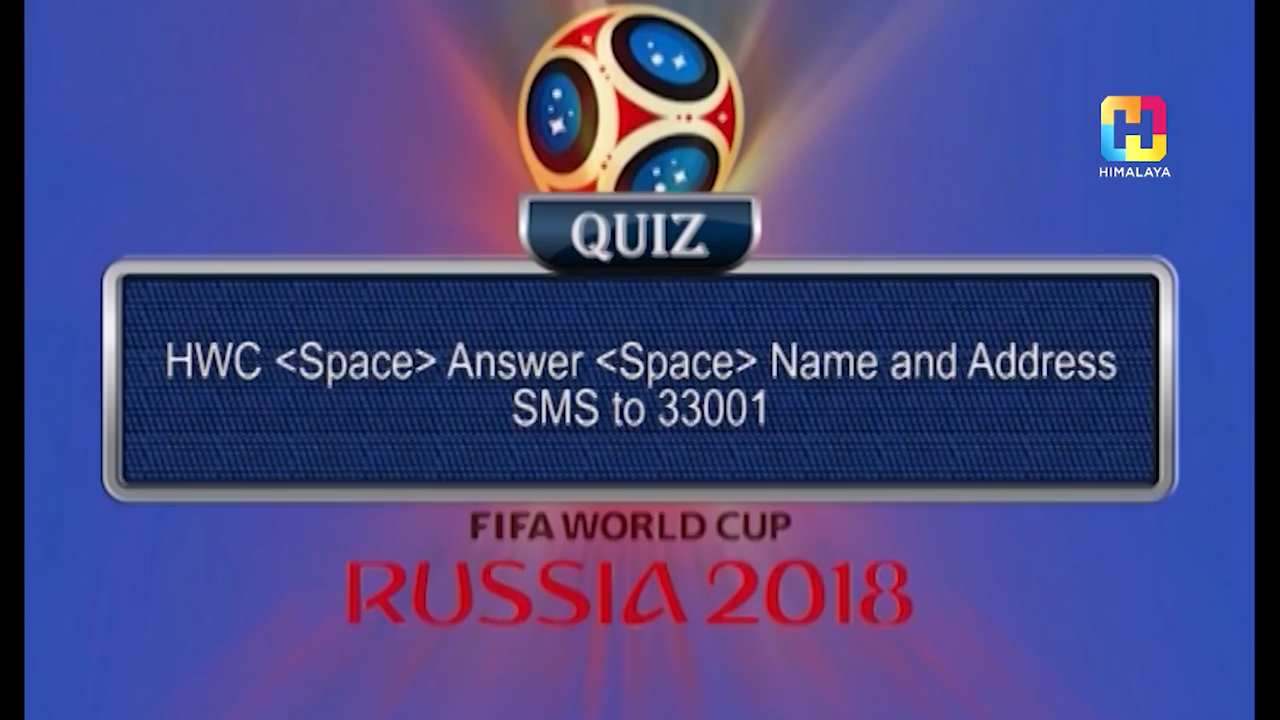 HIMALAYA
QUIZ
HWC <Space> Answer <Space> Name and Address
SMS to 33001
FIFA WORLD CUP
RUSSIA 2018